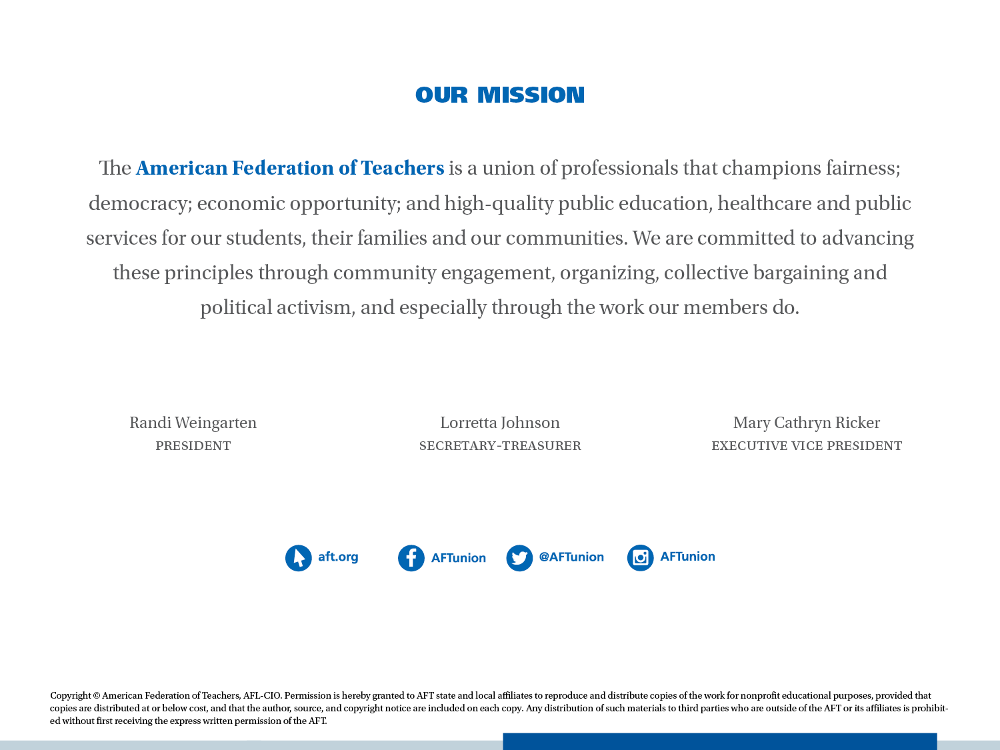 OUR MISSION
The American Federation of Teachers is a union of professionals that champions fairness;
democracy; economic opportunity; and high-quality public education, healthcare and public
services for our students, their families and our communities. We are committed to advancing
these principles through community engagement, organizing, collective bargaining and
political activism, and especially through the work our members do.
Randi Weingarten
PRESIDENT
Lorretta Johnson
SECRETARY-TREASURER
Mary Cathryn Ricker
EXECUTIVE VICE PRESIDENT
aft.org
AFTunion
@AFTunion
AFTunion
Copyright © American Federation of Teachers, AFL-CIO. Permission is hereby granted to AFT state and local affiliates to reproduce and distribute copies of the work for nonprofit educational purposes, provided that
copies are distributed at or below cost, and that the author, source, and copyright notice are included on each copy. Any distribution of such materials to third parties who are outside of the AFT or its affiliates is prohibit-
ed without first receiving the express written permission of the AFT.